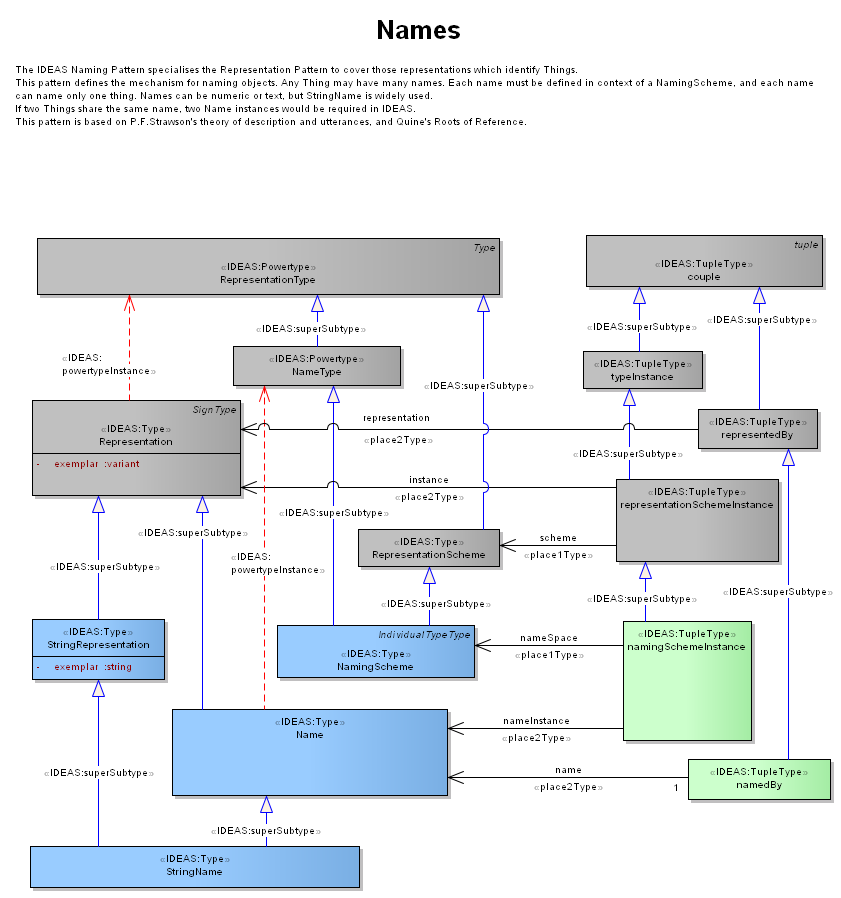 Names
The IDEAS Naming Pattern specialises the Representation Pattern to cover those representations which identify Things.
This pattern defines the mechanism for naming objects. Any Thing may have many names. Each name must be defined in context of a NamingScheme, and each name
can name only one thing. Names can be numeric or text, but StringName is widely used.
If two Things share the same name, two Name instances would be required in IDEAS.
This pattern is based on P.F.Strawson's theory of description and utterances, and Quine's Roots of Reference.
Type
«IDEAS:Powertype»
RepresentationType
tuple
«IDEAS:TupleType»
couple
«IDEAS:superSubtype»
«IDEAS:superSubtype»
«IDEAS:superSubtype»
«IDEAS:
powertypeInstance»
«IDEAS:Powertype»
NameType
«IDEAS:superSubtype»
«IDEAS:TupleType»
typeInstance
SignType
«IDEAS:Type»
Representation
- exemplar :variant
representation
«place2Type»
«IDEAS:TupleType»
representedBy
«IDEAS:superSubtype»
instance
«place2Type»
«IDEAS:TupleType»
representationSchemeInstance
«IDEAS:superSubtype»
«IDEAS:superSubtype»
«IDEAS:Type»
RepresentationScheme
scheme
«place1Type»
«IDEAS:superSubtype»
«IDEAS:
powertypeInstance»
«IDEAS:superSubtype»
«IDEAS:superSubtype»
«IDEAS:superSubtype»
«IDEAS:Type»
StringRepresentation
- exemplar :string
IndividualTypeType
«IDEAS:Type»
NamingScheme
nameSpace
«place1Type»
«IDEAS:TupleType»
namingSchemeInstance
«IDEAS:Type»
Name
nameInstance
«place2Type»
«IDEAS:superSubtype»
name
«place2Type»
1
«IDEAS:TupleType»
namedBy
«IDEAS:superSubtype»
«IDEAS:Type»
StringName